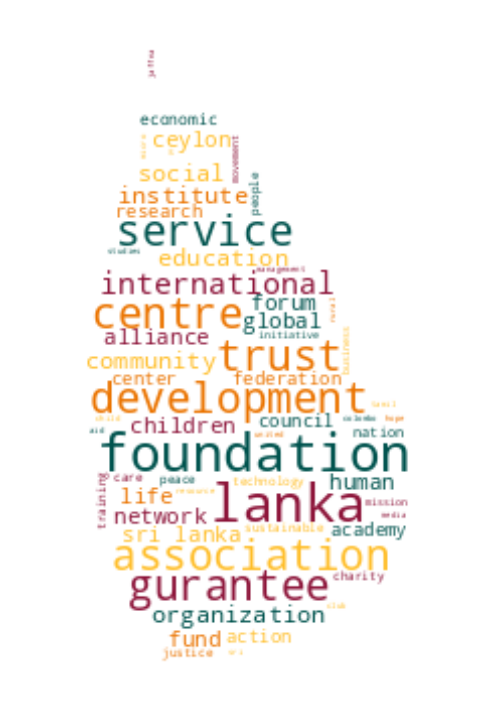 jaffna
economic
ceylon
movement
social
people
institute
research
service
studies
education
management
international
centre
forum
rural
global
alliance
initiative
business
trust
community
center
federation
development
tamil
child
children
council
colombo
hope
aid
united
nation
foundation
training
care
peace
technology
human
life
resource
lanka
mission
network
media
sri lanka
sustainable
academy
association
gurantee
charity
organization
club
fund
action
justice